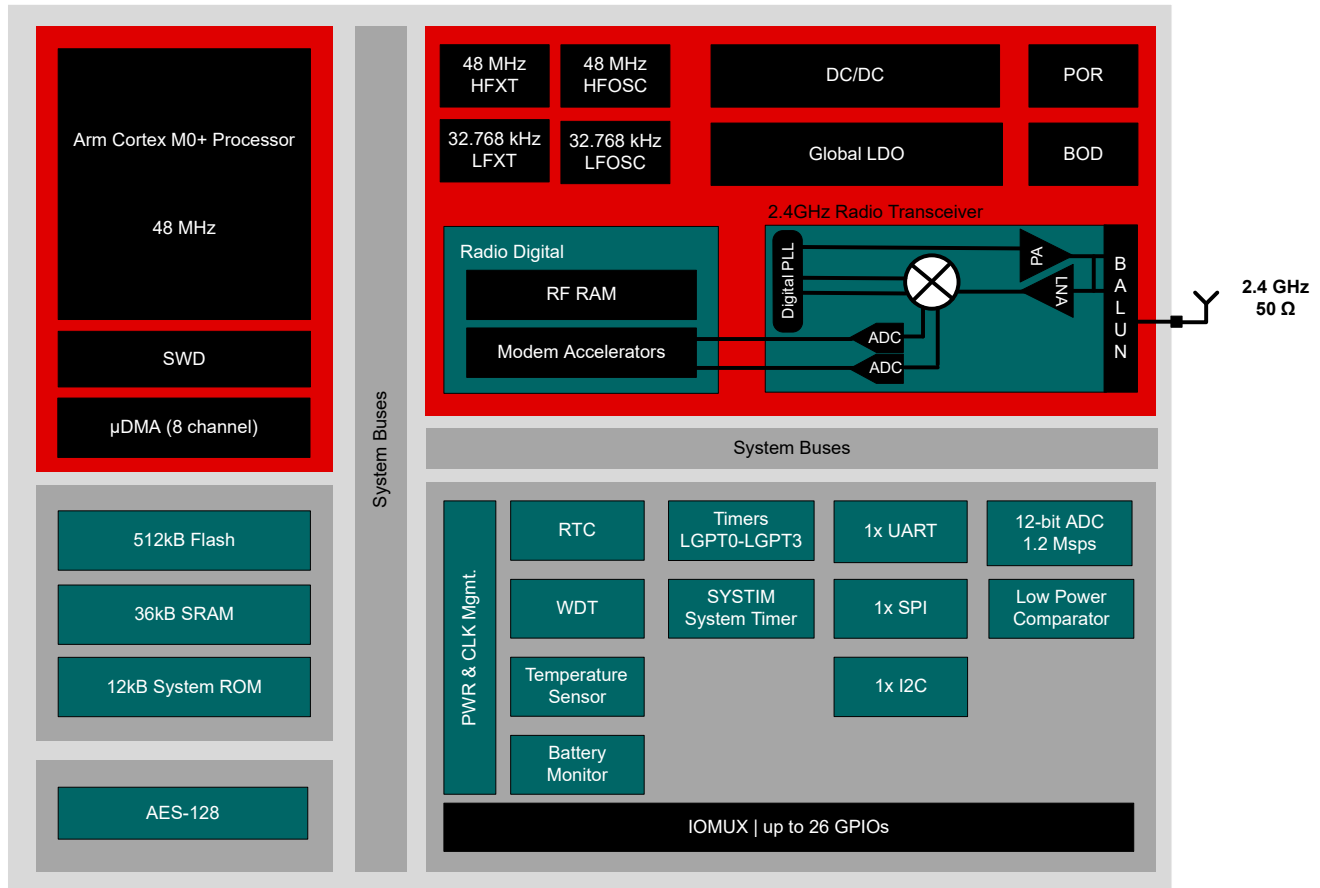 Arm Cortex M0+ Processor
48 MHz
SWD
µDMA (8 channel)
512kB Flash
36kB SRAM
12kB System ROM
AES-128
System Buses
48 MHz
HFXT
48 MHz
HFOSC
DC/DC
POR
32.768 kHz
LFXT
32.768 kHz
LFOSC
Global LDO
BOD
2.4GHz Radio Transceiver
Radio Digital
RF RAM
Modem Accelerators
Digital PLL
PA
LNA
ADC
ADC
B
A
L
U
N
2.4 GHz
50 Ω
System Buses
PWR & CLK Mgmt.
RTC
Timers
LGPT0-LGPT3
1x UART
12-bit ADC
1.2 Msps
WDT
SYSTIM
System Timer
1x SPI
Low Power
Comparator
Temperature
Sensor
1x I2C
Battery
Monitor
IOMUX | up to 26 GPIOs